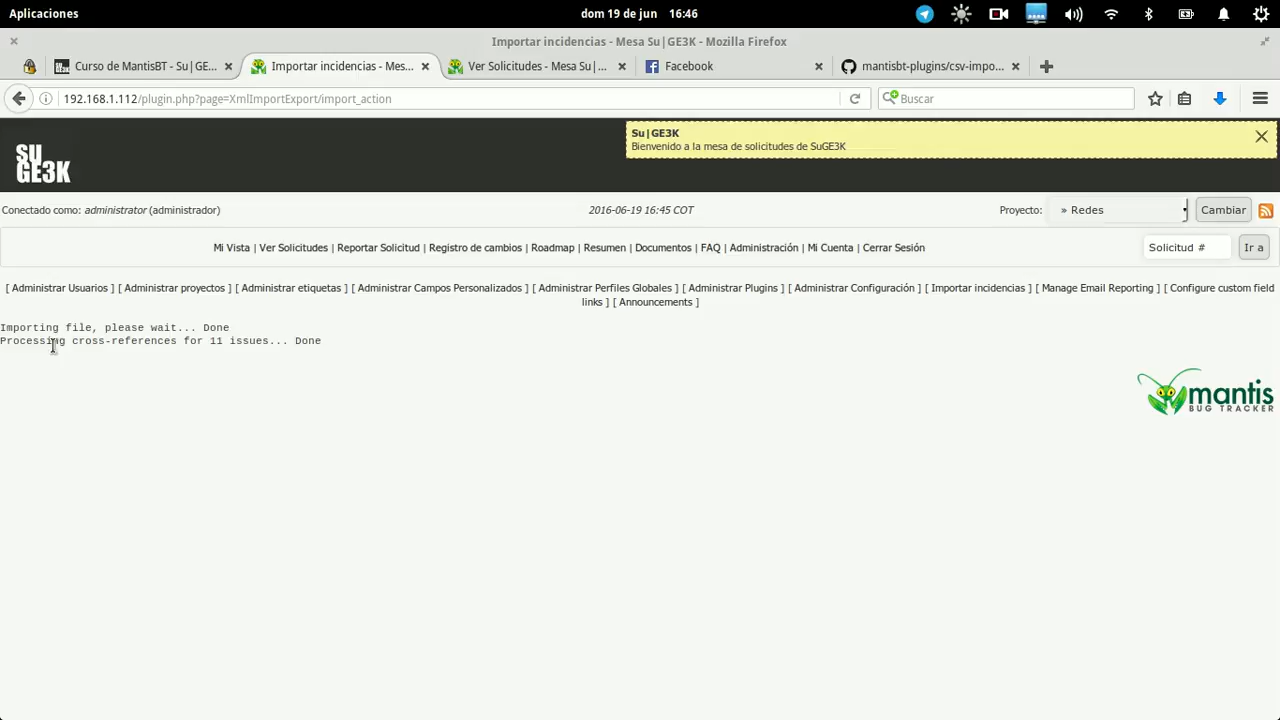 Aplicaciones
dom 19 de jun 16:46
Importar incidencias - Mesa Su|GE3K - Mozilla Firefox
Curso de MantisBT - Su|GE...
Importar incidencias - Mes...
Ver Solicitudes - Mesa Su|...
Facebook
mantisbt-plugins/csv-impo...
192.168.1.112/plugin.php?page=XmlImportExport/import_action
Buscar
SU
GE3K
Su|GE3K
Bienvenido a la mesa de solicitudes de SuGE3K
Conectado como: administrator (administrador)
2016-06-19 16:45 COT
Proyecto:
» Redes
Cambiar
Mi Vista | Ver Solicitudes | Reportar Solicitud | Registro de cambios | Roadmap | Resumen | Documentos | FAQ | Administración | Mi Cuenta | Cerrar Sesión
Solicitud #
Ir a
[ Administrar Usuarios ] [ Administrar proyectos ] [ Administrar etiquetas ] [ Administrar Campos Personalizados ] [ Administrar Perfiles Globales ] [ Administrar Plugins ] [ Administrar Configuración ] [ Importar incidencias ] [ Manage Email Reporting ] [ Configure custom field
links ] [ Announcements ]
Importing file, please wait... Done
Processing cross-references for 11 issues... Done
mantis
BUG TRACKER